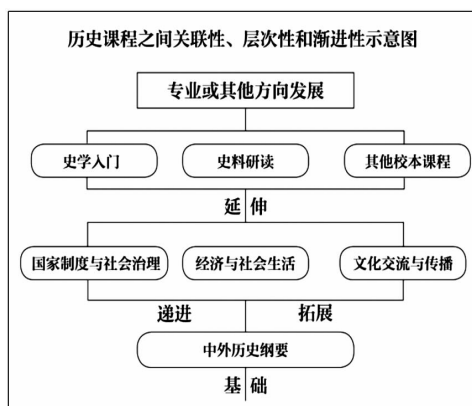 历史课程之间关联性、层次性和渐进性示意图
专业或其他方向发展
史学入门 史料研读 其他校本课程
延伸
国家制度与社会治理 经济与社会生活 文化交流与传播
递进 拓展
中外历史纲要
基础